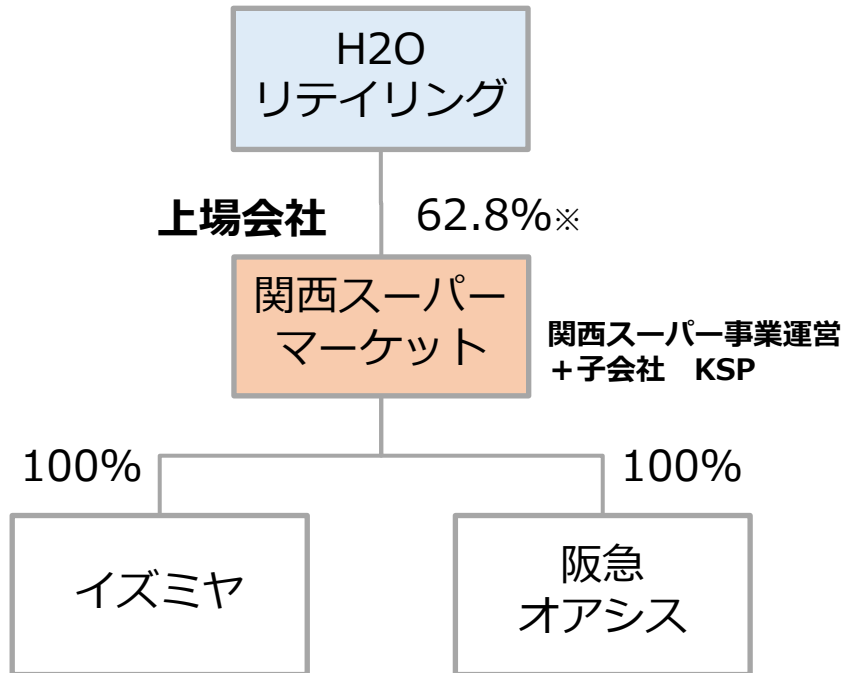 H2O
リテイリング
上場会社 62.8%※
関西スーパー
マーケット
関西スーパー事業運営
＋子会社　KSP
100% 100%
イズミヤ
阪急
オアシス